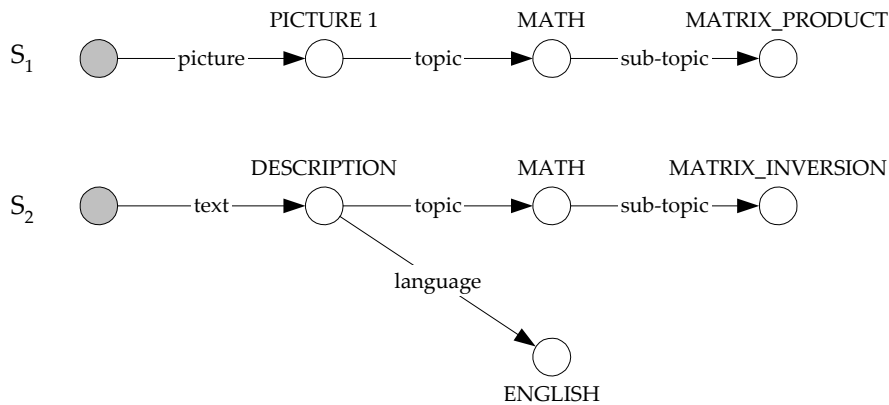 PICTURE 1 MATH MATRIX_PRODUCT
S1 picture topic sub-topic
DESCRIPTION MATH MATRIX_INVERSION
S2 text topic sub-topic
language
ENGLISH